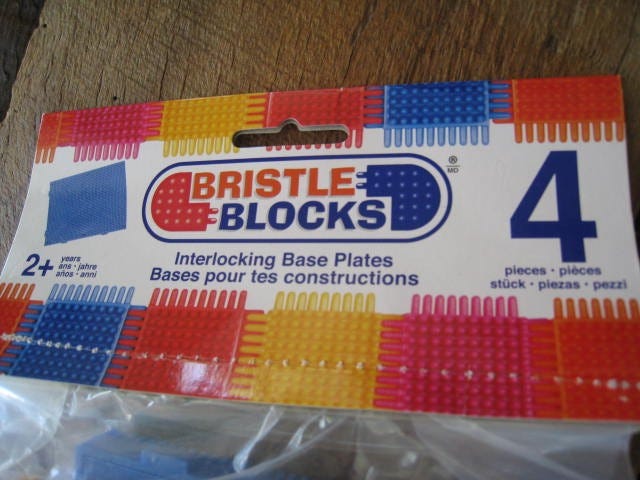 BRISTLE
BLOCKS
®
MD
Interlocking Base Plates
Bases pour tes constructions
2+
years
ans • jahre
años • anni
4
pieces • pièces
stück • piezas • pezzi